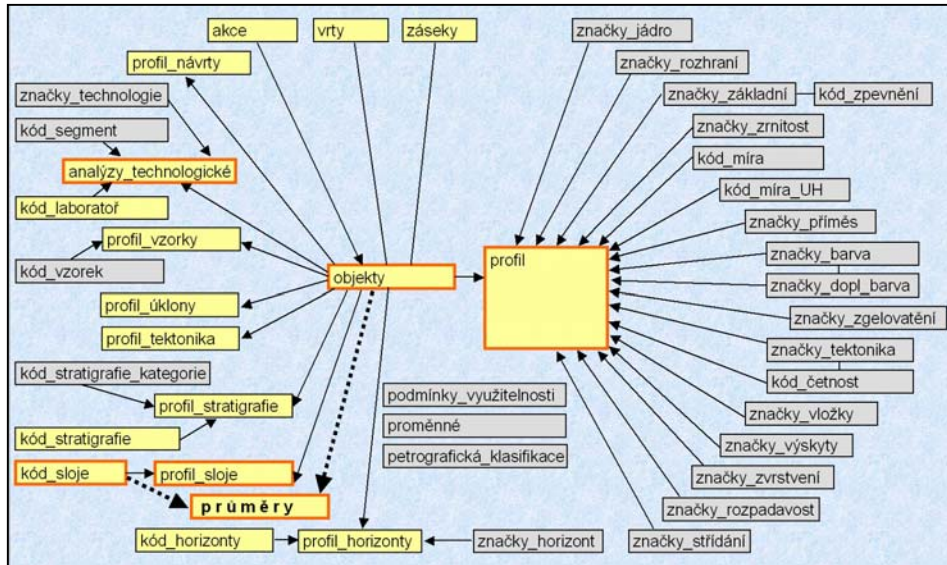 akce
vrty
záseky
značky_jádro
profil_návrty
značky_rozhraní
značky_technologie
značky_základní
kód_zpevnění
kód_segment
značky_zrnitost
analýzy_technologické
kód_míra
kód_míra_UH
kód_laboratoř
značky_příměs
profil_vzorky
značky_barva
kód_vzorek
objekty
profil
značky_dopl_barva
profil_úklony
značky_zgelovatění
profil_tektonika
značky_tektonika
kód_stratigrafie_kategorie
kód_četnost
podmínky_využitelnosti
profil_stratigrafie
značky_vložky
proměnné
kód_stratigrafie
značky_výskyty
petrografická_klasifikace
kód_sloje
profil_sloje
značky_zvrstvení
průměry
značky_rozpadavost
kód_horizonty
profil_horizonty
značky_horizont
značky_střídání